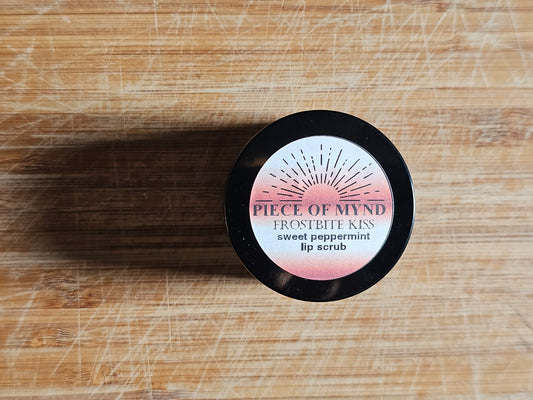 PIECE OF MYND
FROSTBITE KISS
sweet peppermint
lip scrub